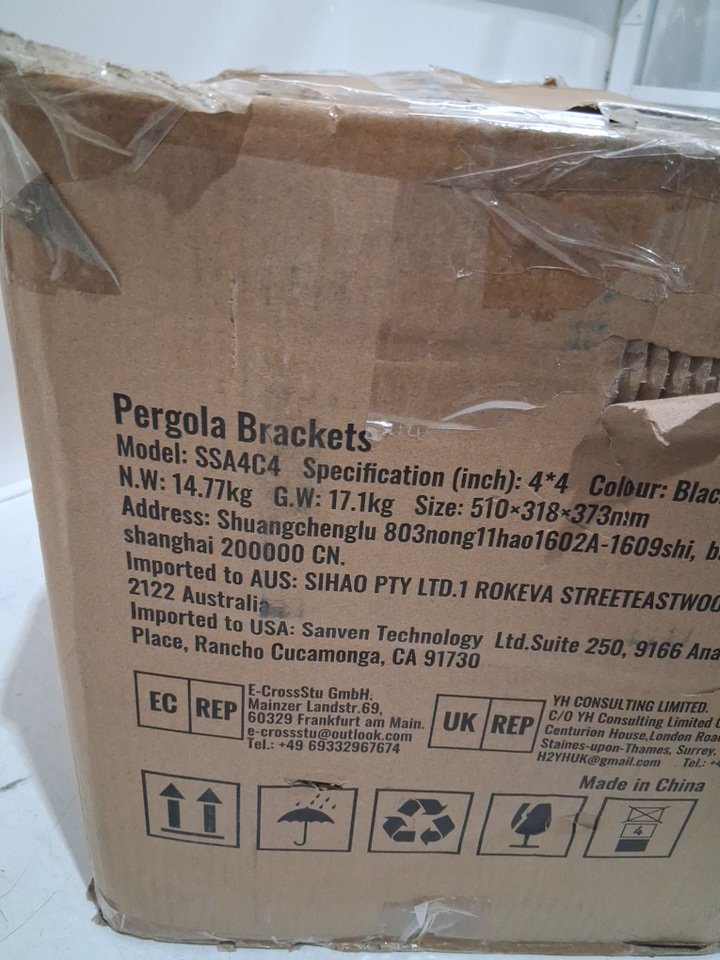 Pergola Brackets
Model: SSA4C4 Specification (inch): 4*4 Colour: Blac
N.W: 14.77kg G.W: 17.1kg Size: 510×318×373mm
Address: Shuangchenglu 803nong11hao1602A-1609shi, b
shanghai 200000 CN.
Imported to AUS: SIHAO PTY LTD.1 ROKEVA STREETEASTWOO
2122 Australia
Imported to USA: Sanven Technology Ltd.Suite 250, 9166 Ana
Place, Rancho Cucamonga, CA 91730
EC REP
E-CrossStu GmbH.
Mainzer Landstr.69,
60329 Frankfurt am Main.
e-crossstu@outlook.com
Tel.: +49 69332967674
UK REP
YH CONSULTING LIMITED.
C/O YH Consulting Limited
Centurion House,London Roa
Staines-upon-Thames, Surrey,
H2YHUK@gmail.com Tel.: +4
Made in China
4